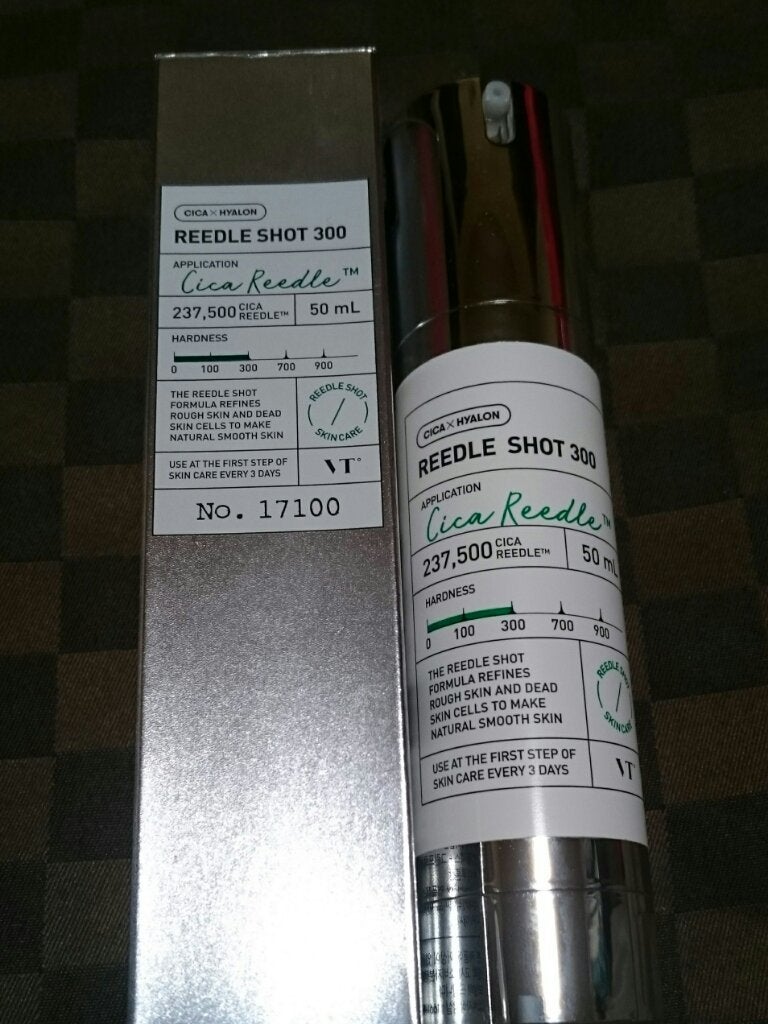 CICA × HYALON
REEDLE SHOT 300
APPLICATION
Cica Reedle™
237,500 CICA REEDLE™
50 mL
HARDNESS
0 100 300 700 900
THE REEDLE SHOT
FORMULA REFINES
ROUGH SKIN AND DEAD
SKIN CELLS TO MAKE
NATURAL SMOOTH SKIN
REEDLE SHOT
SKIN CARE
USE AT THE FIRST STEP OF
SKIN CARE EVERY 3 DAYS
VT°
No. 17100
CICA × HYALON
REEDLE SHOT 300
APPLICATION
Cica Reedle™
237,500 CICA REEDLE™
50 mL
HARDNESS
0 100 300 700 900
THE REEDLE SHOT
FORMULA REFINES
ROUGH SKIN AND DEAD
SKIN CELLS TO MAKE
NATURAL SMOOTH SKIN
REEDLE SHOT
SKIN CARE
USE AT THE FIRST STEP OF
SKIN CARE EVERY 3 DAYS
VT°